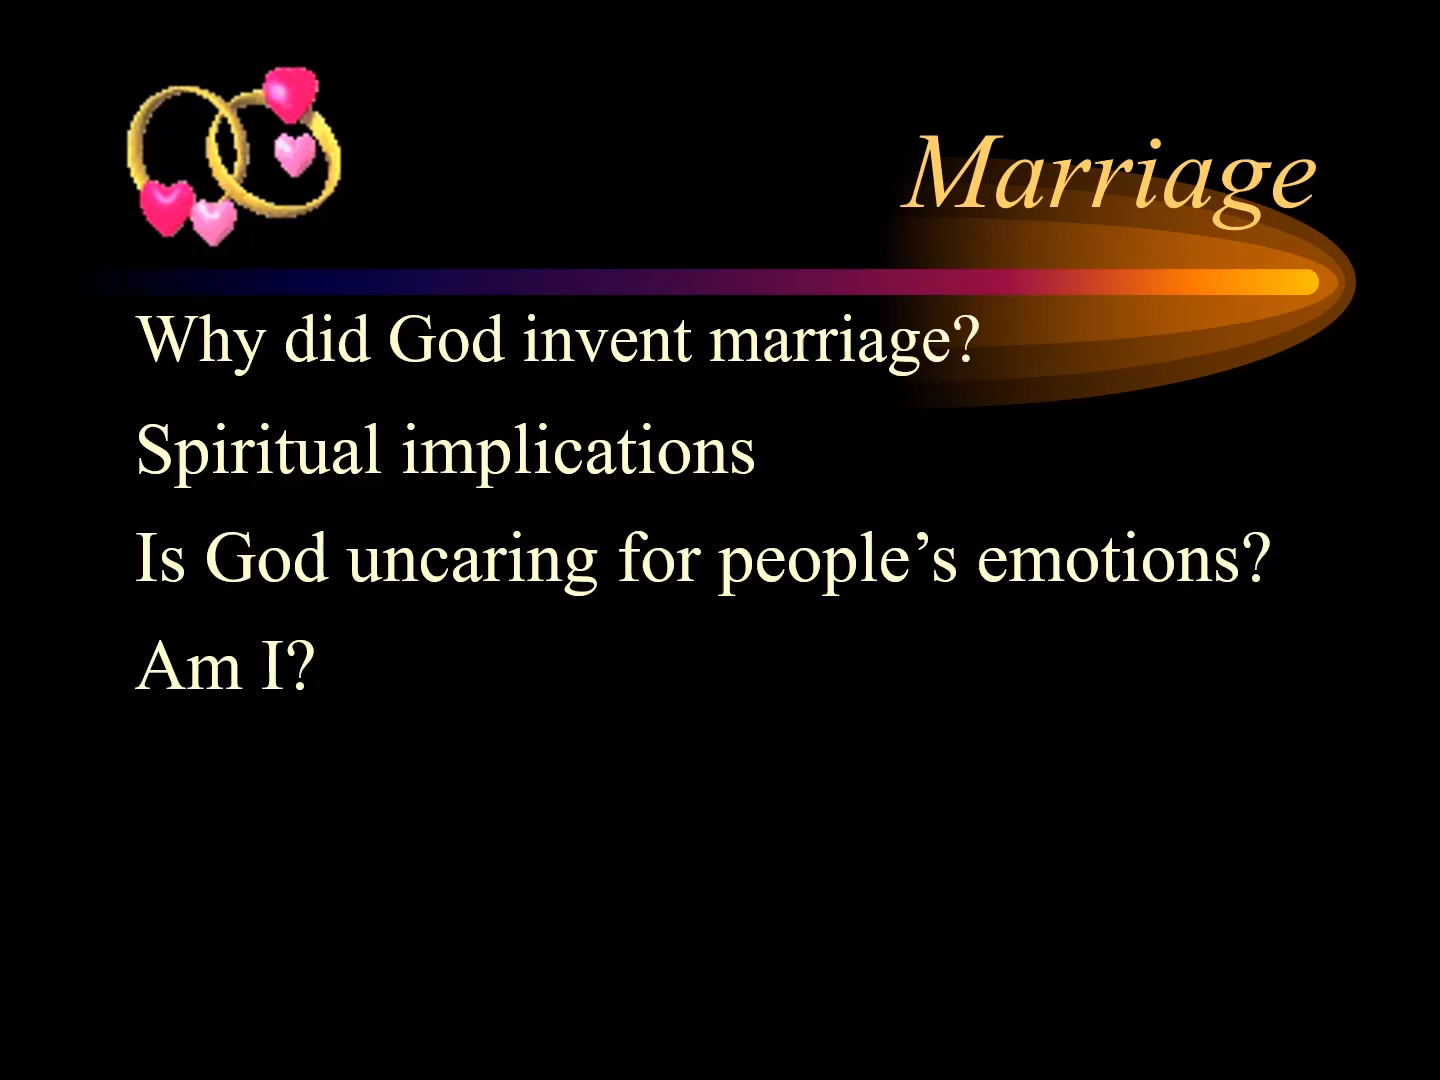 Marriage
Why did God invent marriage?
Spiritual implications
Is God uncaring for people’s emotions?
Am I?